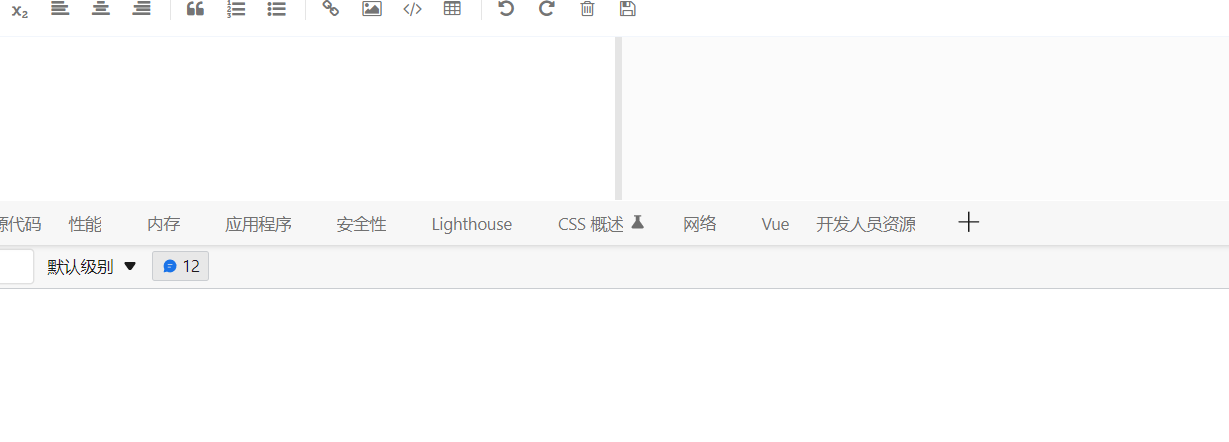 x₂
源代码 性能 内存 应用程序 安全性 Lighthouse CSS 概述 网络 Vue 开发人员资源
默认级别 12